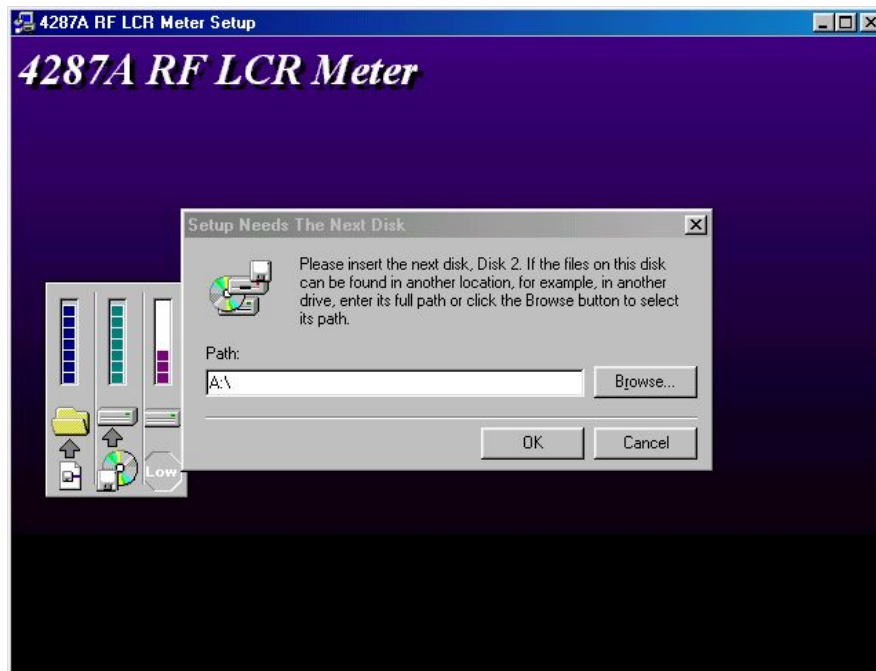 4287A RF LCR Meter Setup
4287A RF LCR Meter
Setup Needs The Next Disk
Please insert the next disk, Disk 2. If the files on this disk
can be found in another location, for example, in another
drive, enter its full path or click the Browse button to select
its path.
Path:
A:\
Browse...
OK
Cancel
Low